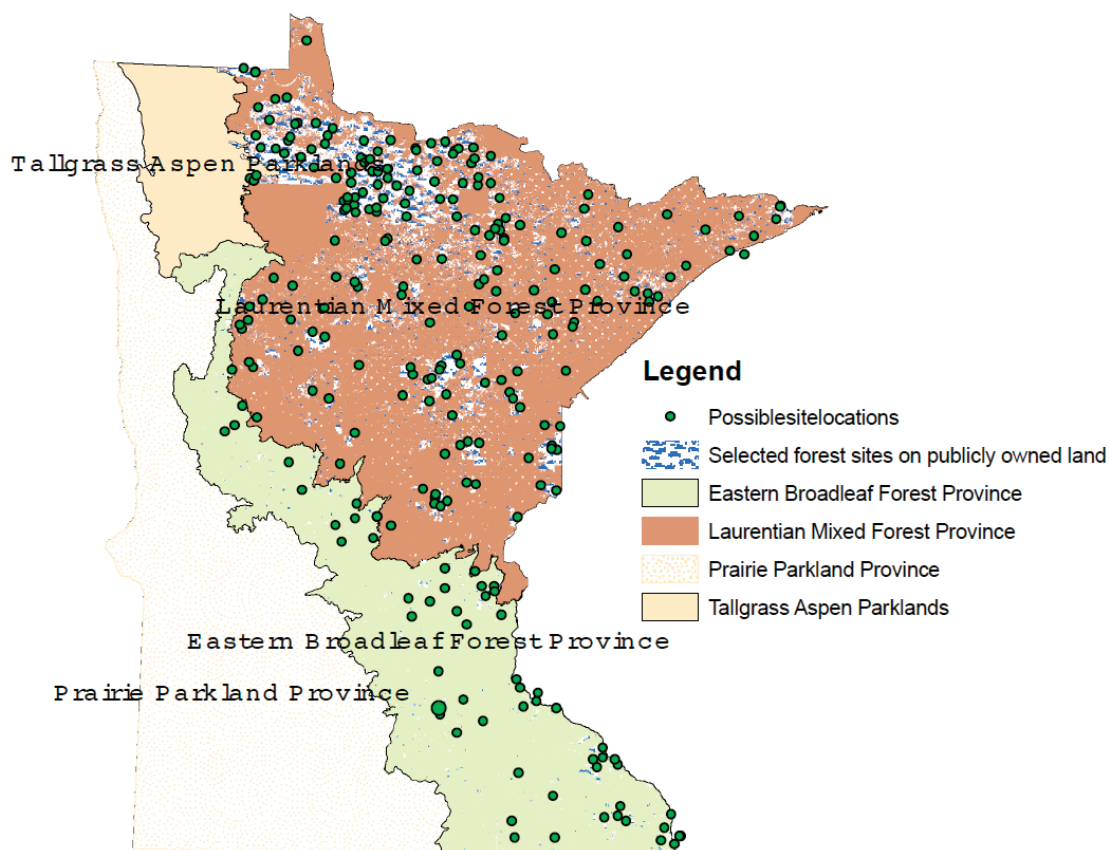 Tallgrass Aspen Parklands
Laurentian Mixed Forest Province
Eastern Broadleaf Forest Province
Prairie Parkland Province
Legend
Possiblesitelocations
Selected forest sites on publicly owned land
Eastern Broadleaf Forest Province
Laurentian Mixed Forest Province
Prairie Parkland Province
Tallgrass Aspen Parklands